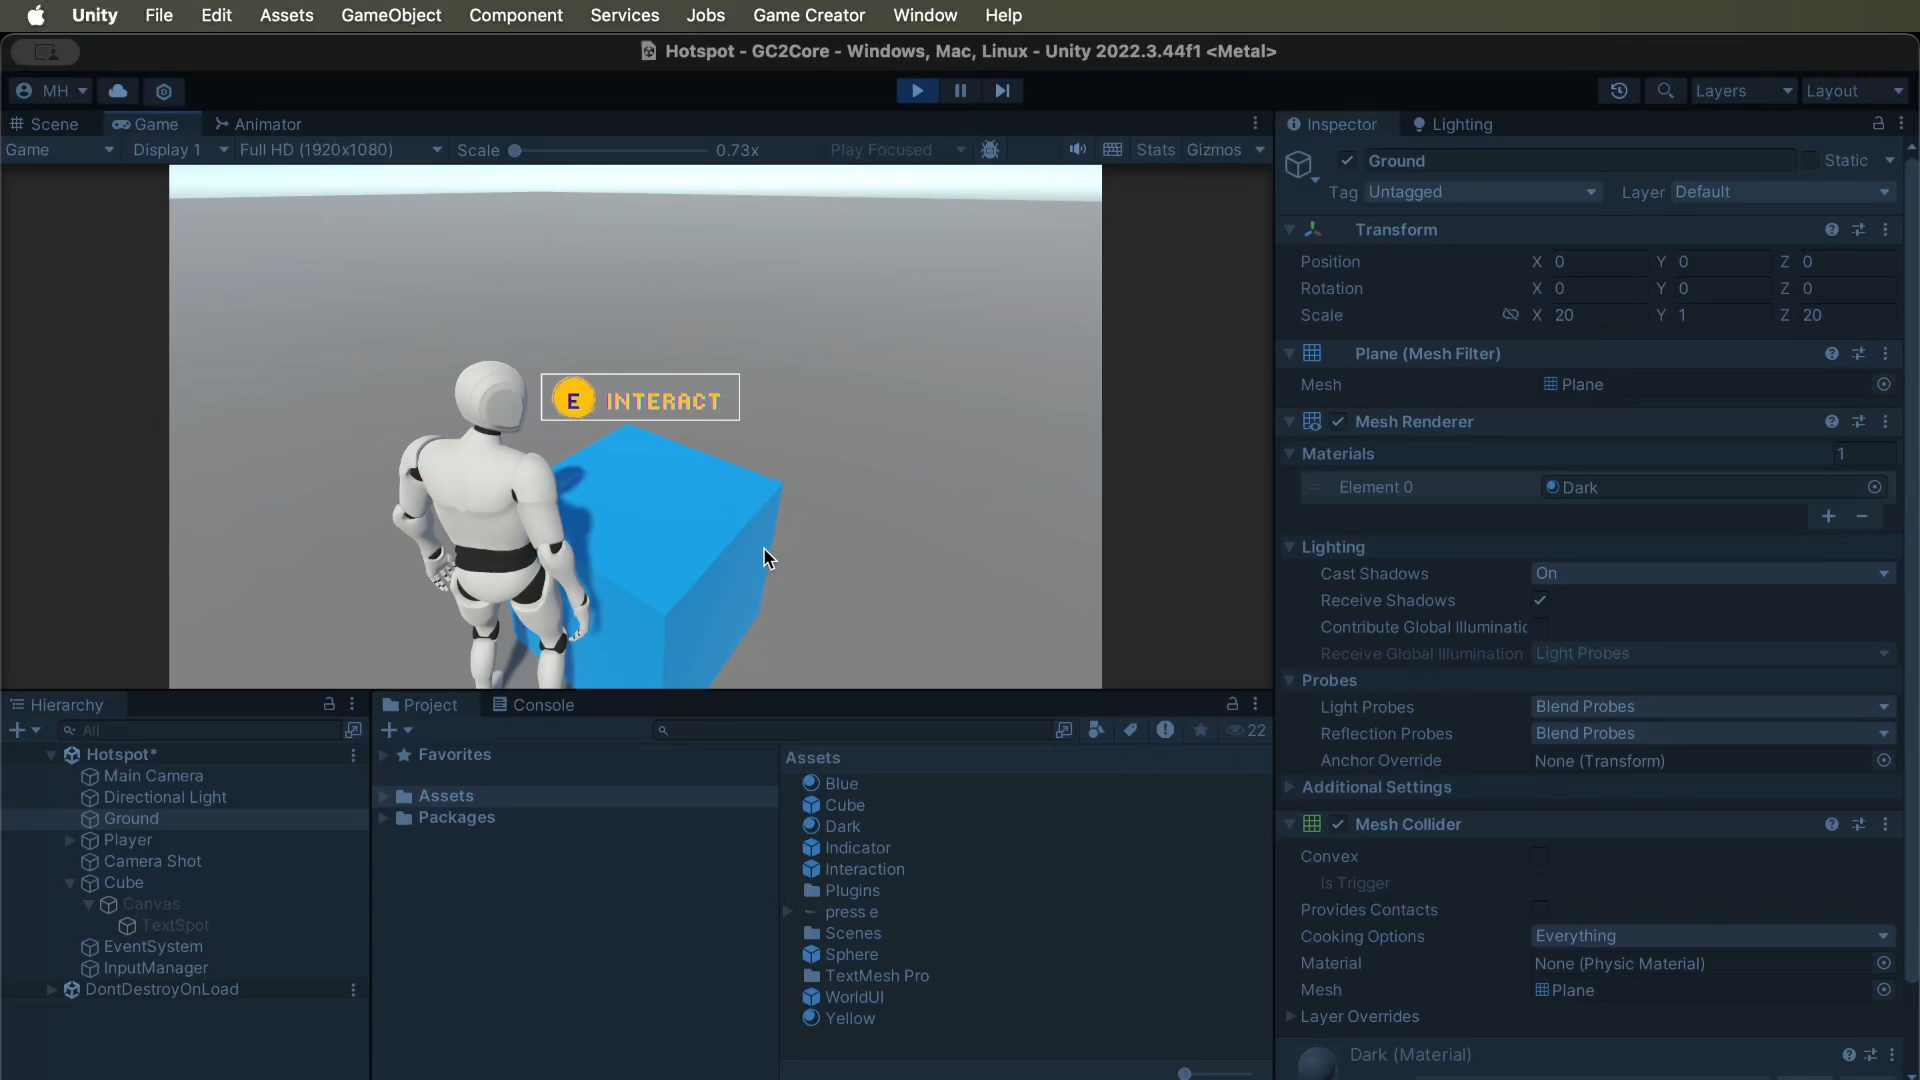 Unity File Edit Assets GameObject Component Services Jobs Game Creator Window Help
Hotspot - GC2Core - Windows, Mac, Linux - Unity 2022.3.44f1 <Metal>
MH Layers Layout
Scene Game Animator
Game Display 1 Full HD (1920x1080) Scale 0.73x Play Focused Stats Gizmos
E INTERACT
Inspector Lighting
Ground Static
Tag Untagged Layer Default
Transform
Position X 0 Y 0 Z 0
Rotation X 0 Y 0 Z 0
Scale X 20 Y 1 Z 20
Plane (Mesh Filter)
Mesh Plane
Mesh Renderer
Materials 1
Element 0 Dark
Lighting
Cast Shadows On
Receive Shadows
Contribute Global Illuminatic
Receive Global Illumination Light Probes
Probes
Light Probes Blend Probes
Reflection Probes Blend Probes
Anchor Override None (Transform)
Additional Settings
Mesh Collider
Convex
Is Trigger
Provides Contacts
Cooking Options Everything
Material None (Physic Material)
Mesh Plane
Layer Overrides
Dark (Material)
Hierarchy
All
Hotspot*
Main Camera
Directional Light
Ground
Player
Camera Shot
Cube
Canvas
TextSpot
EventSystem
InputManager
DontDestroyOnLoad
Project Console
22
Favorites
Assets
Packages
Assets
Blue
Cube
Dark
Indicator
Interaction
Plugins
press e
Scenes
Sphere
TextMesh Pro
WorldUI
Yellow